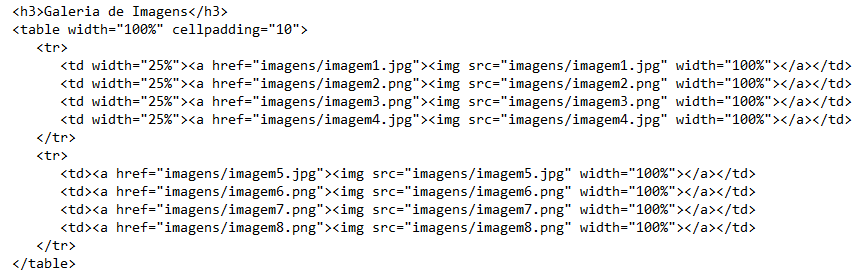 <h3>Galeria de Imagens</h3>
<table width="100%" cellpadding="10">
<tr>
<td width="25%"><a href="imagens/imagem1.jpg"><img src="imagens/imagem1.jpg" width="100%"></a></td>
<td width="25%"><a href="imagens/imagem2.png"><img src="imagens/imagem2.png" width="100%"></a></td>
<td width="25%"><a href="imagens/imagem3.png"><img src="imagens/imagem3.png" width="100%"></a></td>
<td width="25%"><a href="imagens/imagem4.jpg"><img src="imagens/imagem4.jpg" width="100%"></a></td>
</tr>
<tr>
<td><a href="imagens/imagem5.jpg"><img src="imagens/imagem5.jpg" width="100%"></a></td>
<td><a href="imagens/imagem6.png"><img src="imagens/imagem6.png" width="100%"></a></td>
<td><a href="imagens/imagem7.png"><img src="imagens/imagem7.png" width="100%"></a></td>
<td><a href="imagens/imagem8.png"><img src="imagens/imagem8.png" width="100%"></a></td>
</tr>
</table>